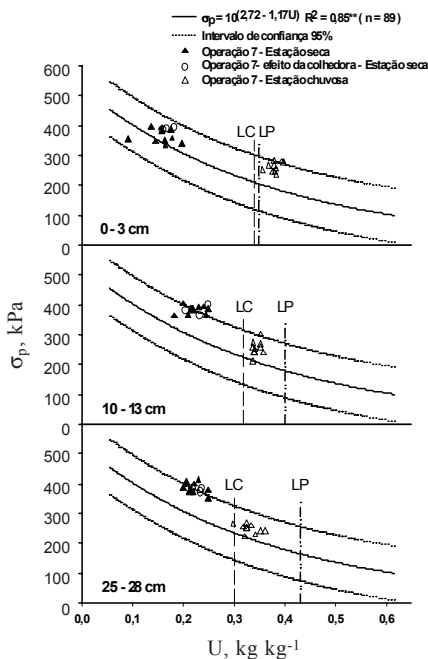 σp = 10(2,72 - 1,17U) R² = 0,85** ( n = 89)
Intervalo de confiança 95%
Operação 7 - Estação seca
Operação 7- efeito da colhedora - Estação seca
Operação 7 - Estação chuvosa
600
500
400
300
200
100
0
LC LP
0 - 3 cm
500
400
300
200
100
0
LC LP
10 - 13 cm
500
400
300
200
100
0
LC LP
25 - 28 cm
σp, kPa
0,0 0,1 0,2 0,3 0,4 0,5 0,6 0,7
U, kg kg-1